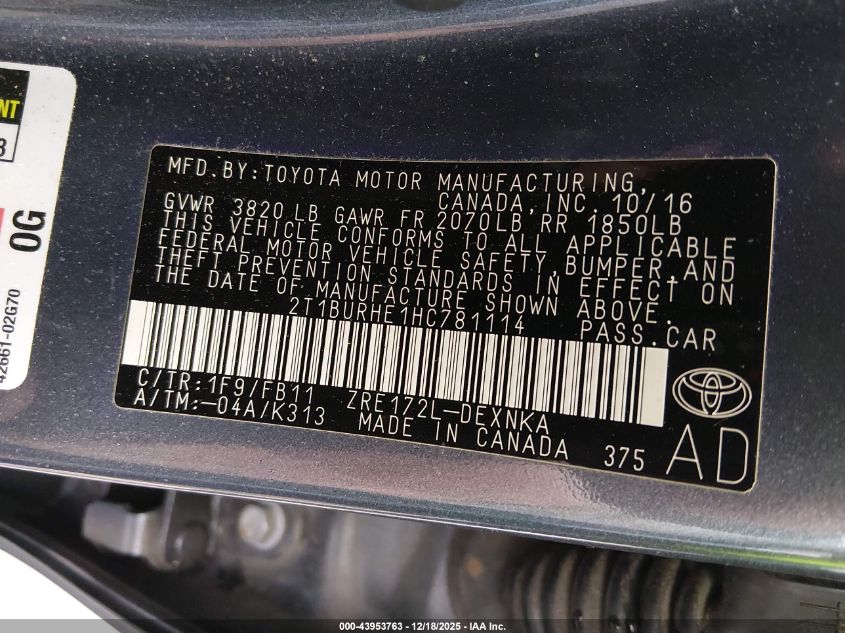 NT
3
0G
42661-02G70
MFD.BY:TOYOTA MOTOR MANUFACTURING,
CANADA, INC. 10/16
GVWR 3820 LB GAWR FR 2070LB RR 1850LB
THIS VEHICLE CONFORMS TO ALL APPLICABLE
FEDERAL MOTOR VEHICLE SAFETY,BUMPER,AND
THEFT PREVENTION STANDARDS IN EFFECT ON
THE DATE OF MANUFACTURE SHOWN ABOVE.
2T1BURHE1HC781114 PASS.CAR
C/TR:1F9/FB11 ZRE172L-DEXNKA
A/TM:-04A/K313 MADE IN CANADA 375
AD
000-43953763 - 12/18/2025 - IAA Inc.